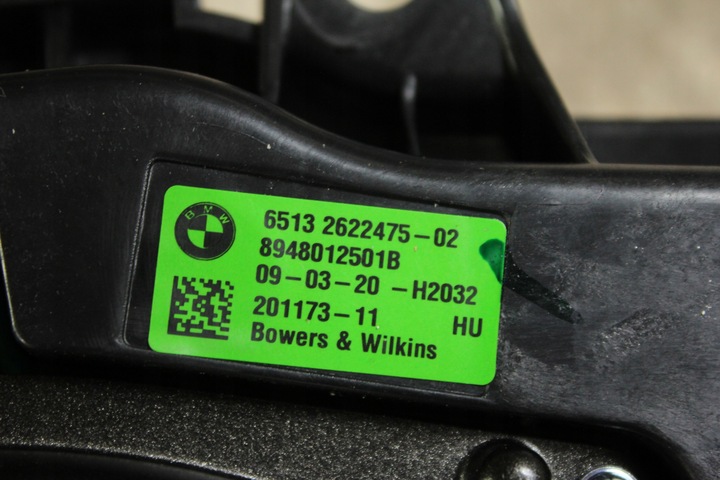 BMW
6513 2622475-02
8948012501B
09-03-20 -H2032
201173-11 HU
Bowers & Wilkins